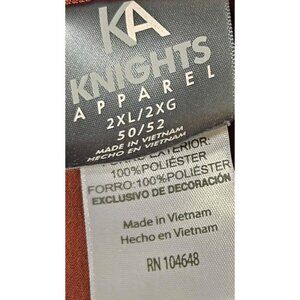 KA
KNIGHTS
APPAREL
2XL/2XG
50/52
MADE IN VIETNAM
HECHO EN VIETNAM
EXTERIOR:
100%POLIÉSTER
FORRO:100%POLIÉSTER
EXCLUSIVO DE DECORACIÓN
Made in Vietnam
Hecho en Vietnam
RN 104648